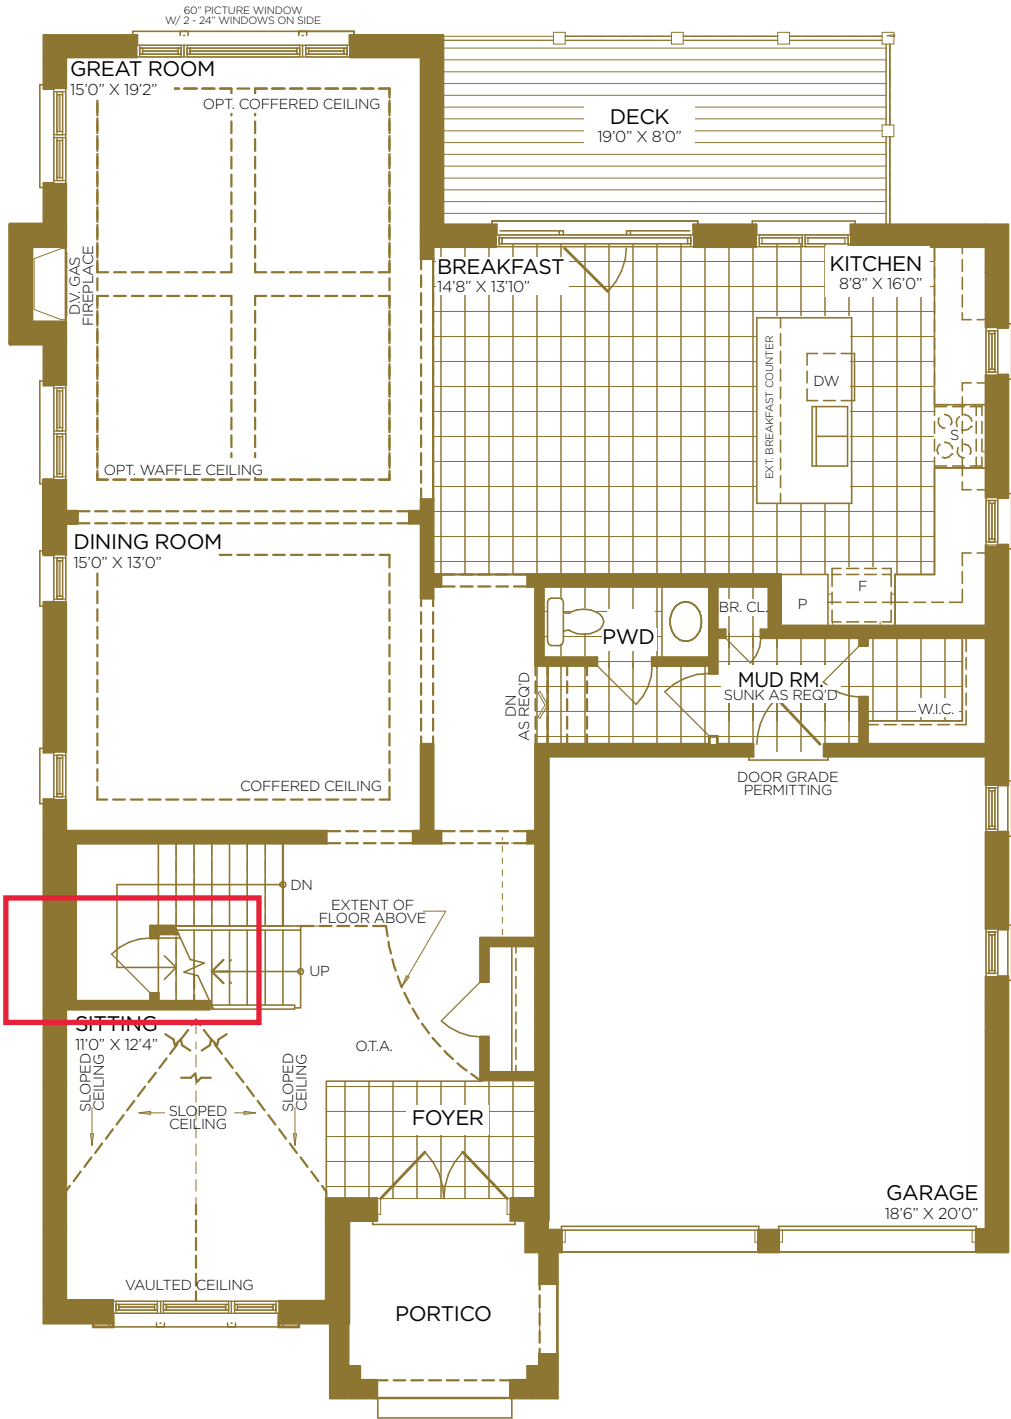 60" PICTURE WINDOW
W/ 2 - 24" WINDOWS ON SIDE
GREAT ROOM
15'0" X 19'2"
OPT. COFFERED CEILING
DECK
19'0" X 8'0"
D.V. GAS
FIREPLACE
BREAKFAST
14'8" X 13'10"
KITCHEN
8'8" X 16'0"
EXT. BREAKFAST COUNTER
DW
S
OPT. WAFFLE CEILING
DINING ROOM
15'0" X 13'0"
COFFERED CEILING
BR. CL.
P
F
PWD
DN
AS REQ'D
MUD RM.
SUNK AS REQ'D
W.I.C.
DOOR GRADE
PERMITTING
DN
EXTENT OF
FLOOR ABOVE
UP
SITTING
11'0" X 12'4"
O.T.A.
SLOPED
CEILING
SLOPED
CEILING
SLOPED
CEILING
FOYER
GARAGE
18'6" X 20'0"
VAULTED CEILING
PORTICO